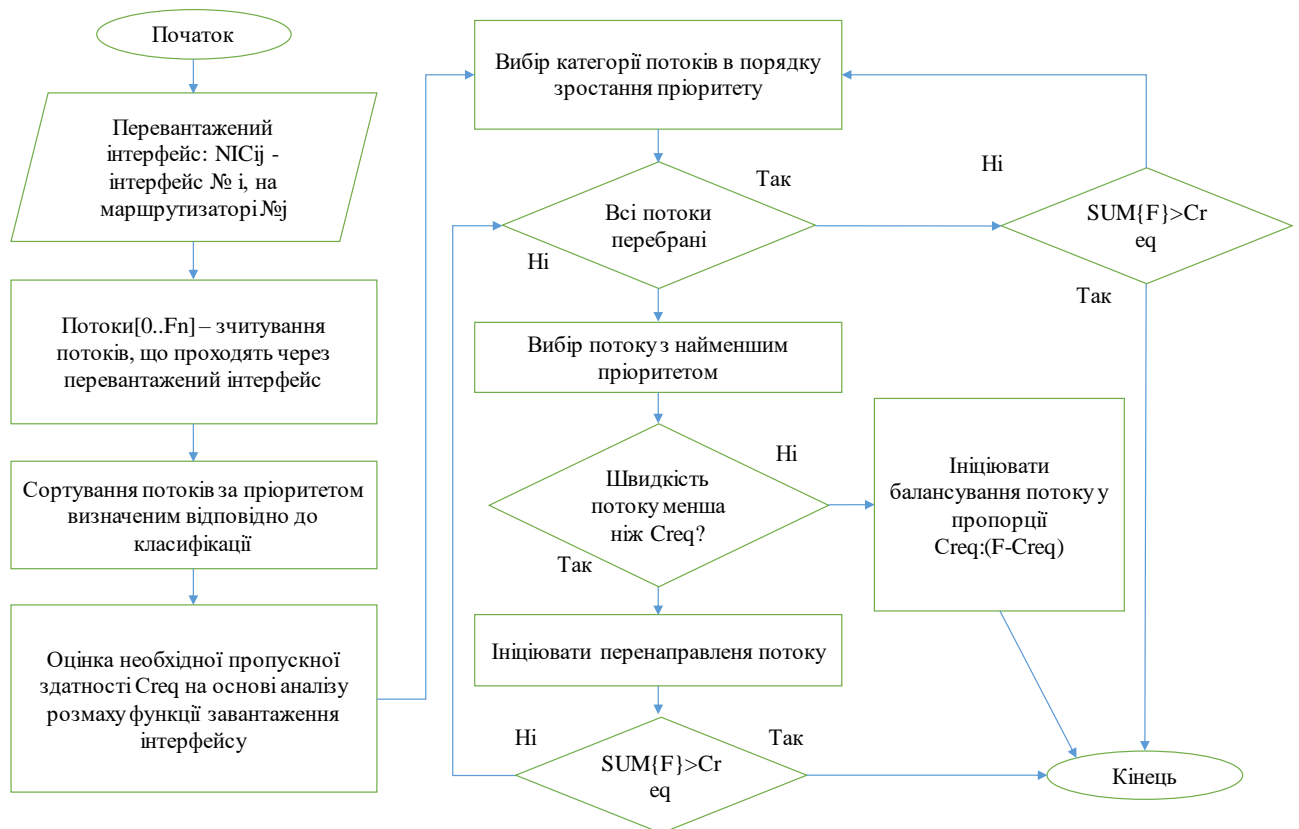 Початок
Перевантажений
інтерфейс: NICij -
інтерфейс № i, на
маршрутизаторі №j
Потоки[0..Fn] – зчитування
потоків, що проходять через
перевантажений інтерфейс
Сортування потоків за пріоритетом
визначеним відповідно до
класифікації
Оцінка необхідної пропускної
здатності Creq на основі аналізу
розмаху функції завантаження
інтерфейсу
Вибір категорії потоків в порядку
зростання пріоритету
Всі потоки
перебрані
Так
Ні
Ні
SUM{F}>Cr
eq
Так
Вибір потоку з найменшим
пріоритетом
Швидкість
потоку менша
ніж Creq?
Ні
Так
Ініціювати
балансування потоку у
пропорції
Creq:(F-Creq)
Ініціювати перенаправленя потоку
Ні
Так
SUM{F}>Cr
eq
Кінець